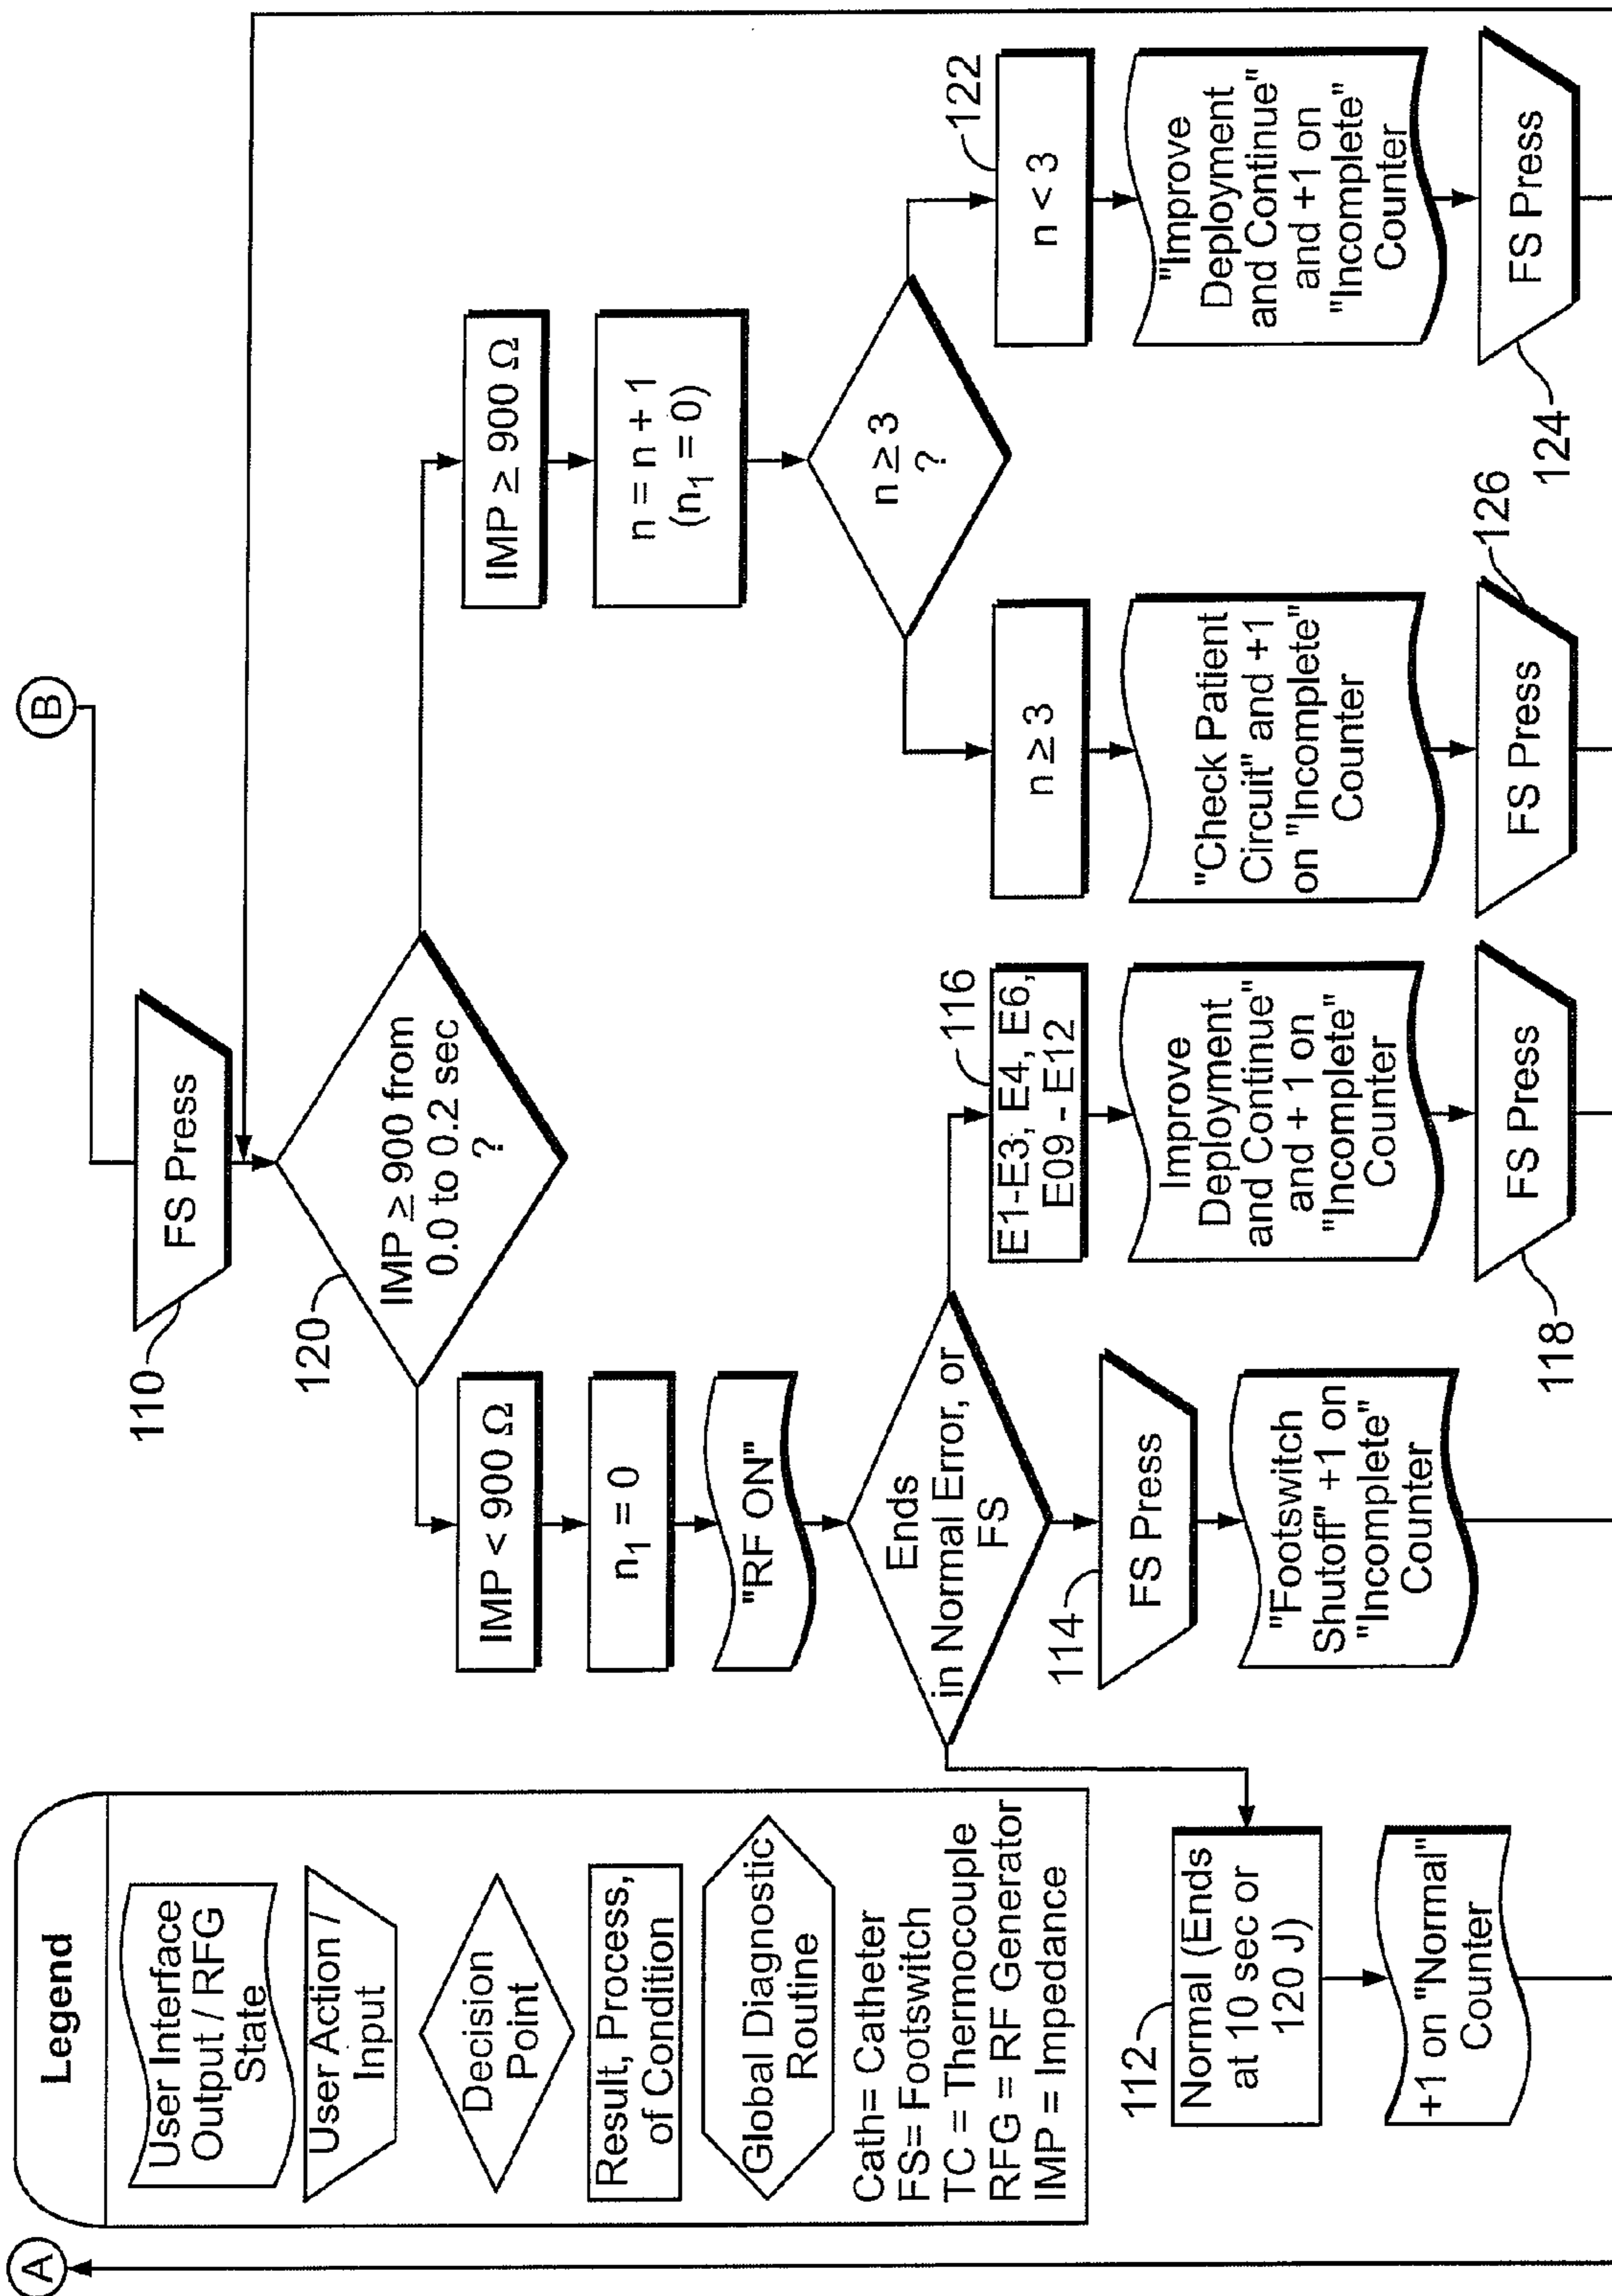 A
Legend
User Interface
Output / RFG
State
User Action /
Input
Decision
Point
Result, Process,
of Condition
Global Diagnostic
Routine
Cath= Catheter
FS= Footswitch
TC = Thermocouple
RFG = RF Generator
IMP = Impedance
B
110
FS Press
120
IMP ≥ 900 from
0.0 to 0.2 sec
?
IMP < 900 Ω
n₁ = 0
"RF ON"
Ends
in Normal Error, or
FS
112
Normal (Ends
at 10 sec or
120 J)
+1 on "Normal"
Counter
114
FS Press
"Footswitch
Shutoff" +1 on
"Incomplete"
Counter
116
E1-E3, E4, E6,
E09 - E12
Improve
Deployment
and Continue"
and + 1 on
"Incomplete"
Counter
118
FS Press
IMP ≥ 900 Ω
n = n + 1
(n₁ = 0)
n ≥ 3
?
n ≥ 3
"Check Patient
Circuit" and +1
on "Incomplete"
Counter
126
FS Press
122
n < 3
"Improve
Deployment
and Continue"
and +1 on
"Incomplete"
Counter
124
FS Press